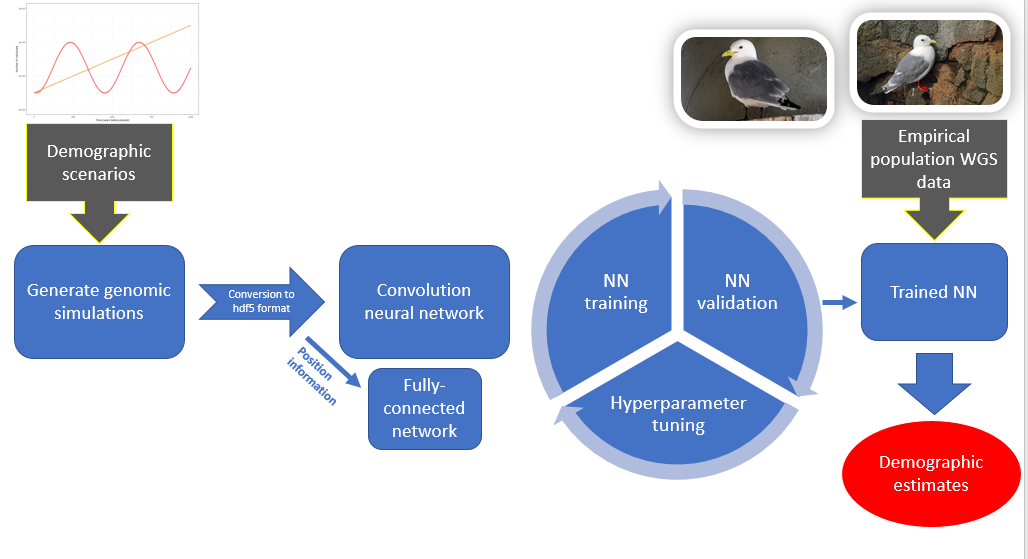 Demographic
scenarios
Generate genomic
simulations
Conversion to
hdf5 format
Position
information
Convolution
neural network
Fully-
connected
network
NN
training
NN
validation
Hyperparameter
tuning
Empirical
population WGS
data
Trained NN
Demographic
estimates